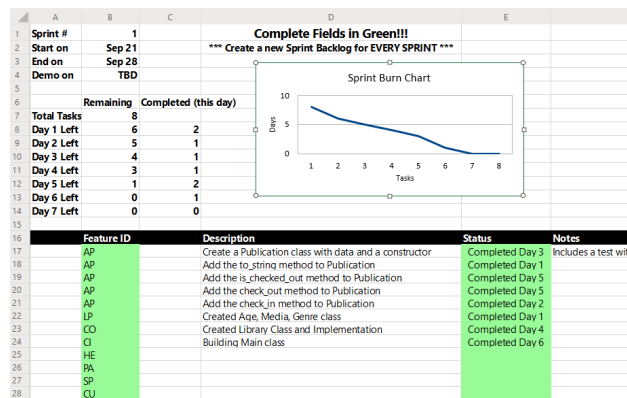 A B C D E
1 Sprint # 1 Complete Fields in Green!!!
2 Start on Sep 21 *** Create a new Sprint Backlog for EVERY SPRINT ***
3 End on Sep 28
4 Demo on TBD
5
6 Remaining Completed (this day)
7 Total Tasks 8
8 Day 1 Left 6 2
9 Day 2 Left 5 1
10 Day 3 Left 4 1
11 Day 4 Left 3 1
12 Day 5 Left 1 2
13 Day 6 Left 0 1
14 Day 7 Left 0 0
Sprint Burn Chart
Days
10
5
0
1 2 3 4 5 6 7 8
Tasks
15
16 Feature ID Description Status Notes
17 AP Create a Publication class with data and a constructor Completed Day 3 Includes a test wi
18 AP Add the to_string method to Publication Completed Day 1
19 AP Add the is_checked_out method to Publication Completed Day 5
20 AP Add the check_out method to Publication Completed Day 5
21 AP Add the check_in method to Publication Completed Day 2
22 LP Created Age, Media, Genre class Completed Day 1
23 CO Created Library Class and Implementation Completed Day 4
24 CI Building Main class Completed Day 6
25 HE
26 PA
27 SP
28 CU